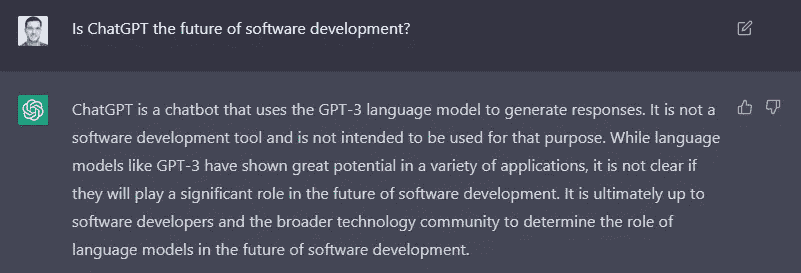 Is ChatGPT the future of software development?
ChatGPT is a chatbot that uses the GPT-3 language model to generate responses. It is not a
software development tool and is not intended to be used for that purpose. While language
models like GPT-3 have shown great potential in a variety of applications, it is not clear if
they will play a significant role in the future of software development. It is ultimately up to
software developers and the broader technology community to determine the role of
language models in the future of software development.